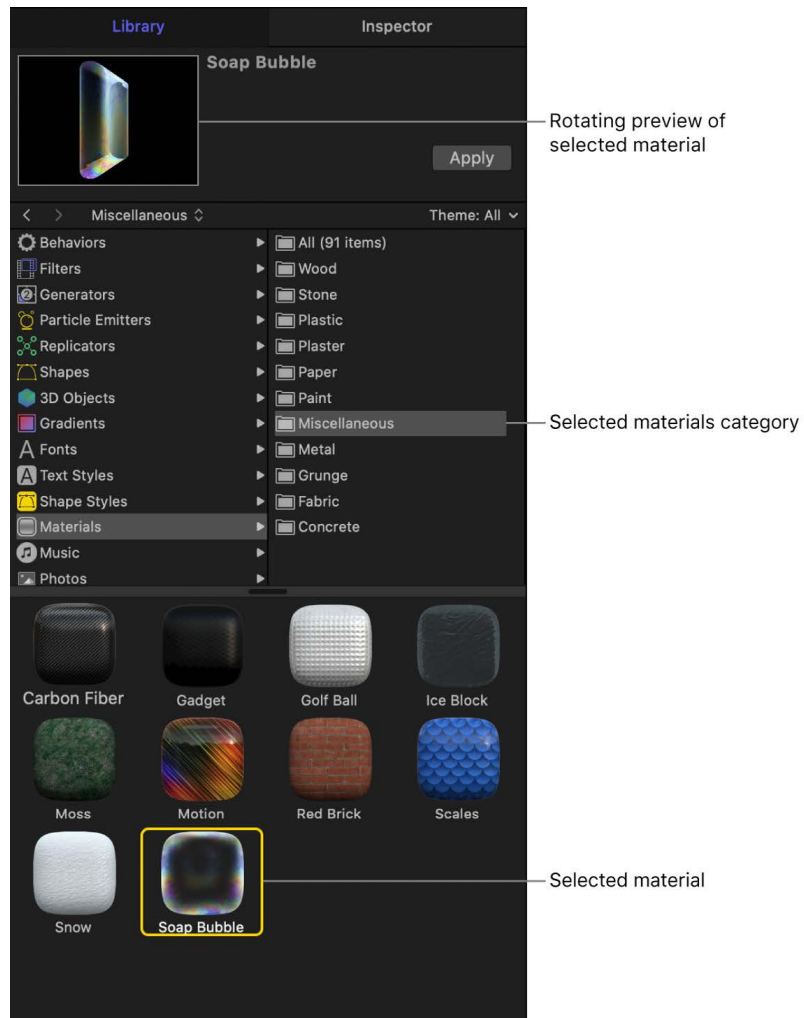 Library Inspector
Soap Bubble
Rotating preview of
selected material
Apply
Miscellaneous Theme: All
Behaviors All (91 items)
Filters Wood
Generators Stone
Particle Emitters Plastic
Replicators Plaster
Shapes Paper
3D Objects Paint
Gradients Miscellaneous Selected materials category
Fonts Metal
Text Styles Grunge
Shape Styles Fabric
Materials Concrete
Music
Photos
Carbon Fiber Gadget Golf Ball Ice Block
Moss Motion Red Brick Scales
Selected material
Snow Soap Bubble